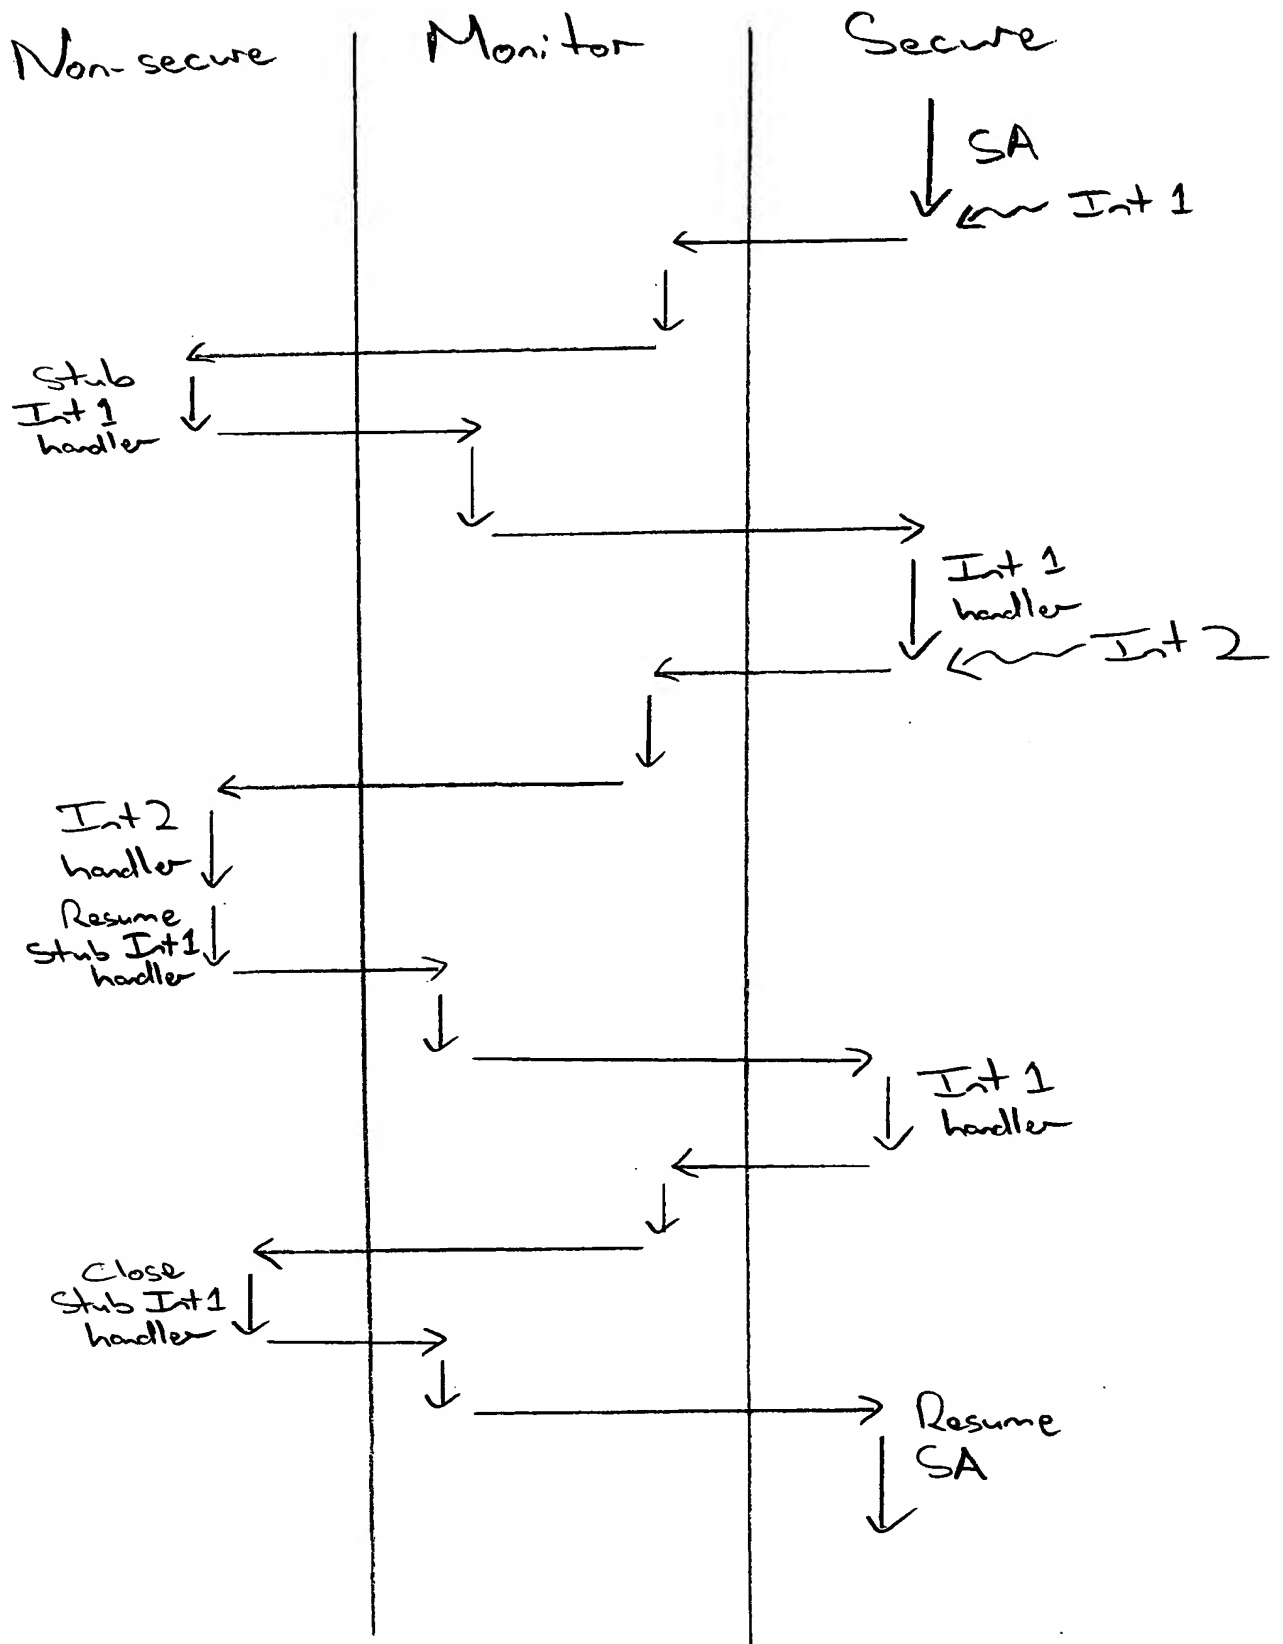 Non-secure
Monitor
Secure
SA
Int 1
Stub
Int 1
handler
Int 1
handler
Int 2
Int 2
handler
Resume
Stub Int 1
handler
Int 1
handler
Close
Stub Int 1
handler
Resume
SA